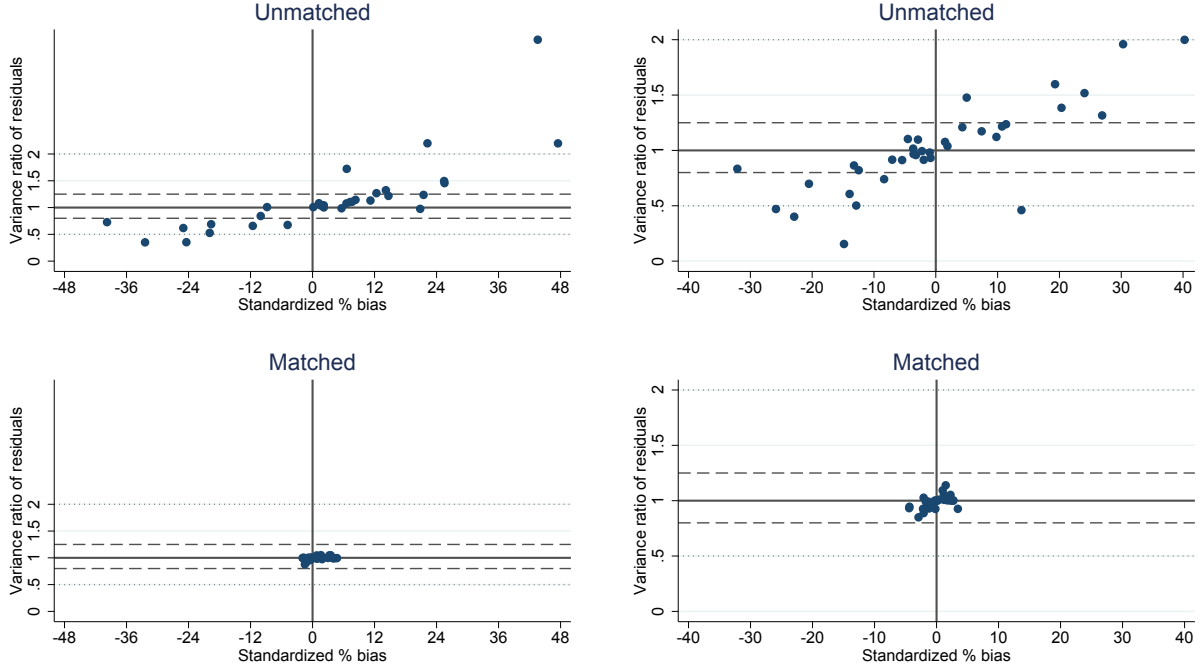 Unmatched
Variance ratio of residuals
2
1.5
1
.5
0
-48 -36 -24 -12 0 12 24 36 48
Standardized % bias
Unmatched
Variance ratio of residuals
2
1.5
1
.5
0
-40 -30 -20 -10 0 10 20 30 40
Standardized % bias
Matched
Variance ratio of residuals
2
1.5
1
.5
0
-48 -36 -24 -12 0 12 24 36 48
Standardized % bias
Matched
Variance ratio of residuals
2
1.5
1
.5
0
-40 -30 -20 -10 0 10 20 30 40
Standardized % bias